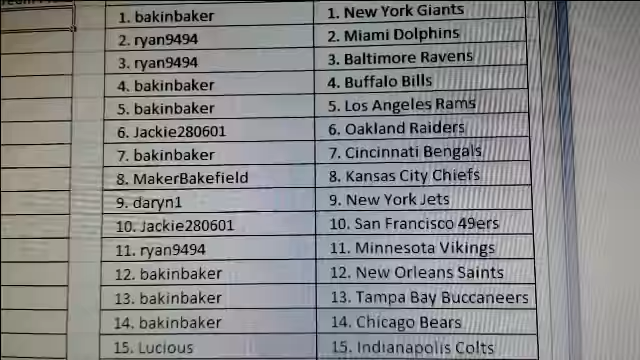 1. bakinbaker 1. New York Giants
2. ryan9494 2. Miami Dolphins
3. ryan9494 3. Baltimore Ravens
4. bakinbaker 4. Buffalo Bills
5. bakinbaker 5. Los Angeles Rams
6. Jackie280601 6. Oakland Raiders
7. bakinbaker 7. Cincinnati Bengals
8. MakerBakefield 8. Kansas City Chiefs
9. daryn1 9. New York Jets
10. Jackie280601 10. San Francisco 49ers
11. ryan9494 11. Minnesota Vikings
12. bakinbaker 12. New Orleans Saints
13. bakinbaker 13. Tampa Bay Buccaneers
14. bakinbaker 14. Chicago Bears
15. Lucious 15. Indianapolis Colts